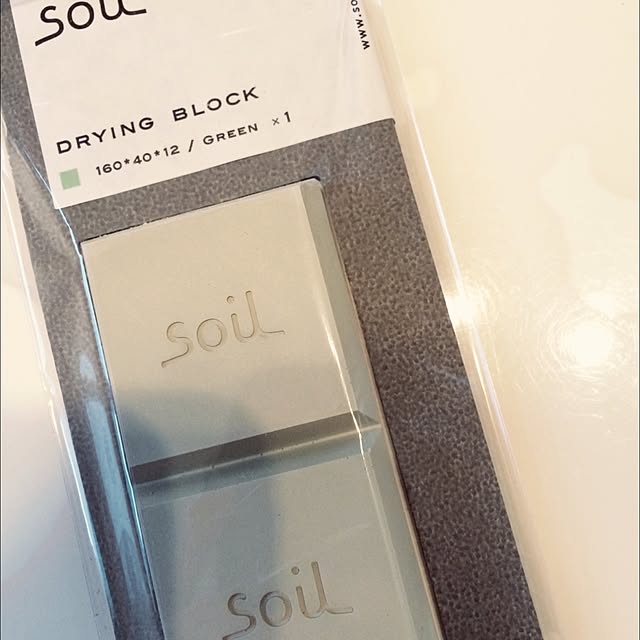 soil
DRYING BLOCK
160*40*12 / GREEN ×1
soil
soil